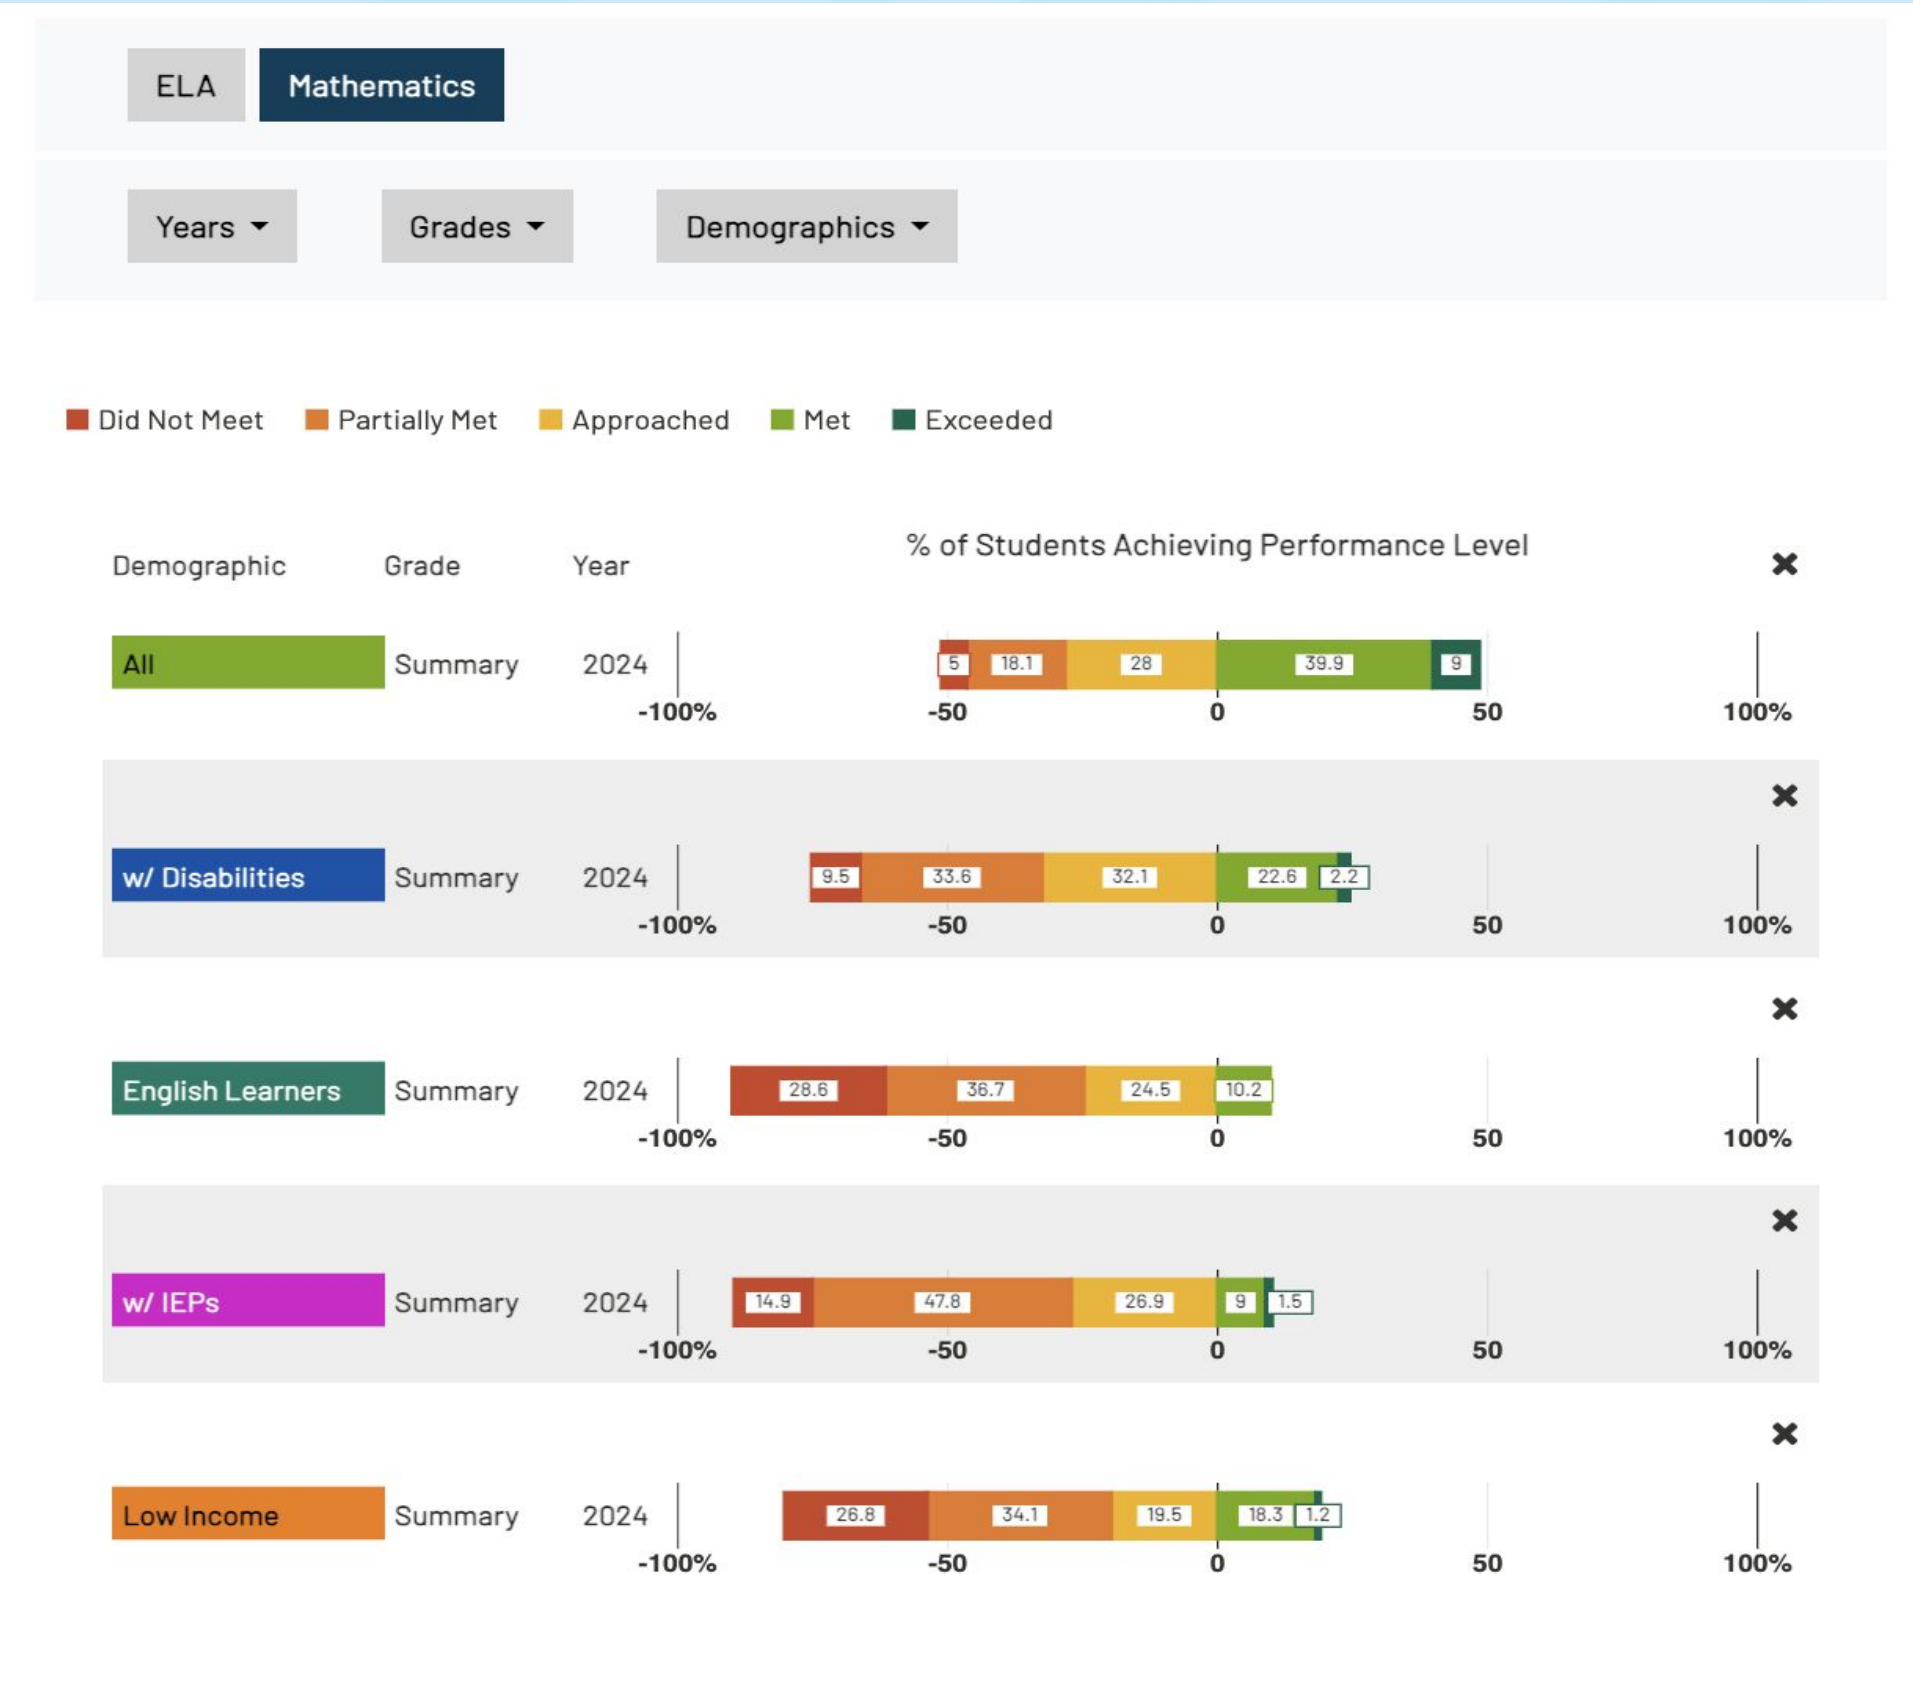 ELA Mathematics
Years Grades Demographics
Did Not Meet Partially Met Approached Met Exceeded
% of Students Achieving Performance Level
Demographic Grade Year
All Summary 2024 5 18.1 28 39.9 9
-100% -50 0 50 100%
w/ Disabilities Summary 2024 9.5 33.6 32.1 22.6 2.2
-100% -50 0 50 100%
English Learners Summary 2024 28.6 36.7 24.5 10.2
-100% -50 0 50 100%
w/ IEPs Summary 2024 14.9 47.8 26.9 9 1.5
-100% -50 0 50 100%
Low Income Summary 2024 26.8 34.1 19.5 18.3 1.2
-100% -50 0 50 100%